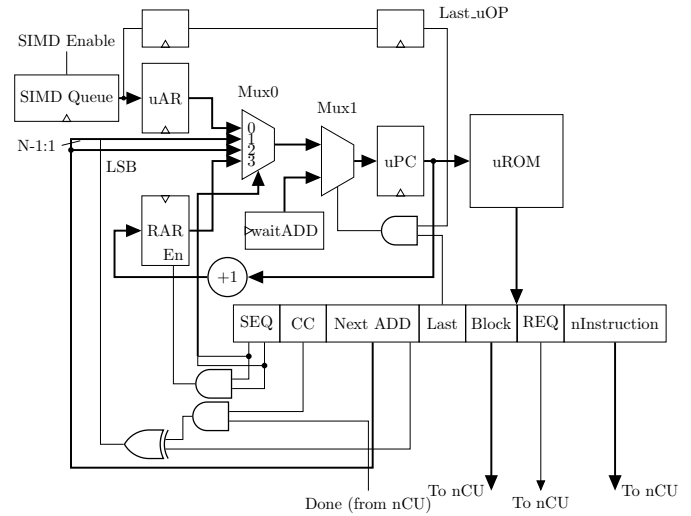 Last_uOP
SIMD Enable
SIMD Queue
uAR
Mux0
Mux1
0
1
2
3
N-1:1
LSB
uPC
uROM
RAR
En
waitADD
+1
SEQ
CC
Next ADD
Last
Block
REQ
nInstruction
Done (from nCU)
To nCU
To nCU
To nCU